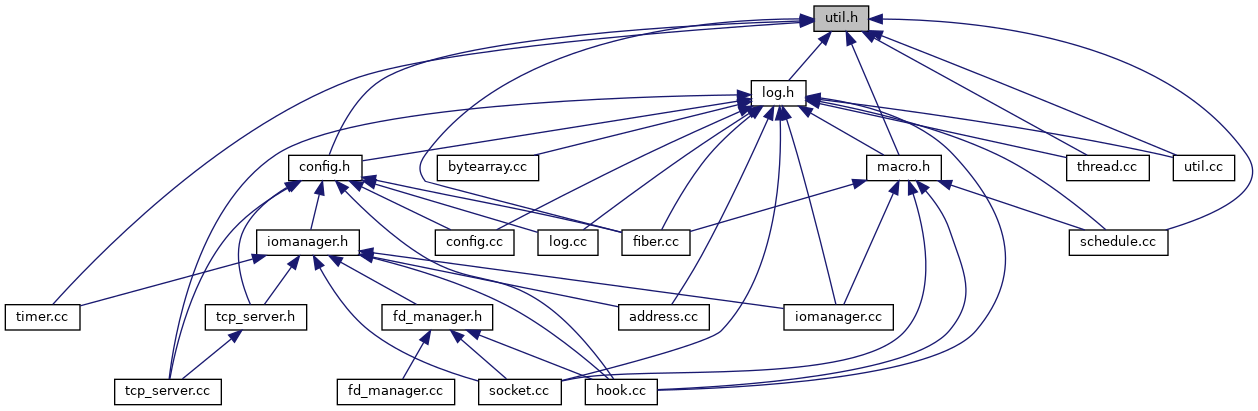 util.h
log.h
config.h
bytearray.cc
macro.h
thread.cc
util.cc
iomanager.h
config.cc
log.cc
fiber.cc
schedule.cc
timer.cc
tcp_server.h
fd_manager.h
address.cc
iomanager.cc
tcp_server.cc
fd_manager.cc
socket.cc
hook.cc